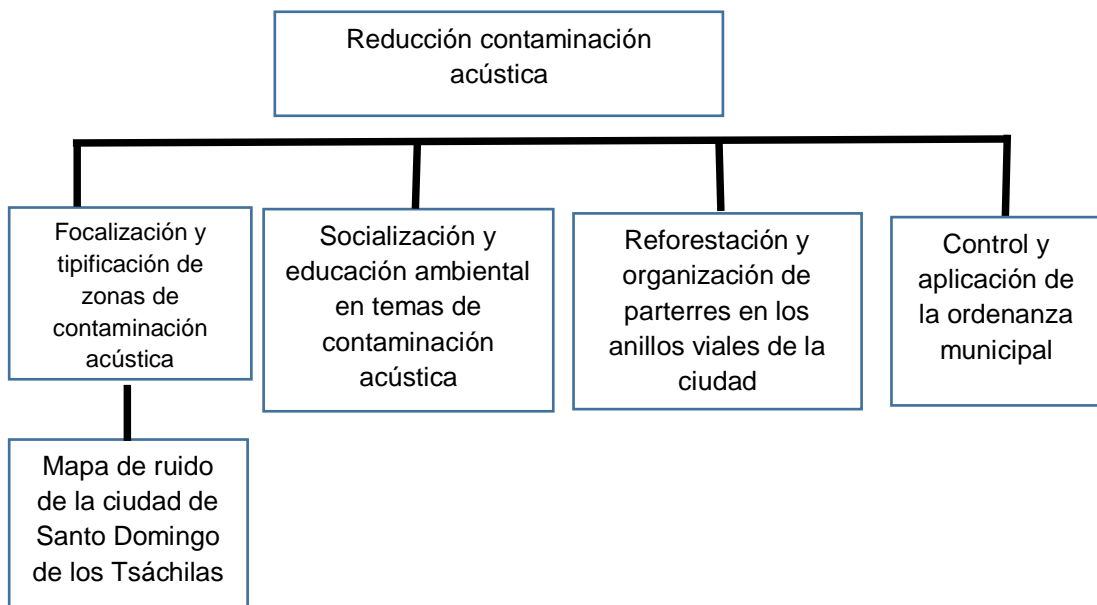 Reducción contaminación
acústica
Focalización y
tipificación de
zonas de
contaminación
acústica
Socialización y
educación ambiental
en temas de
contaminación
acústica
Reforestación y
organización de
parterres en los
anillos viales de la
ciudad
Control y
aplicación de
la ordenanza
municipal
Mapa de ruido
de la ciudad de
Santo Domingo
de los Tsáchilas